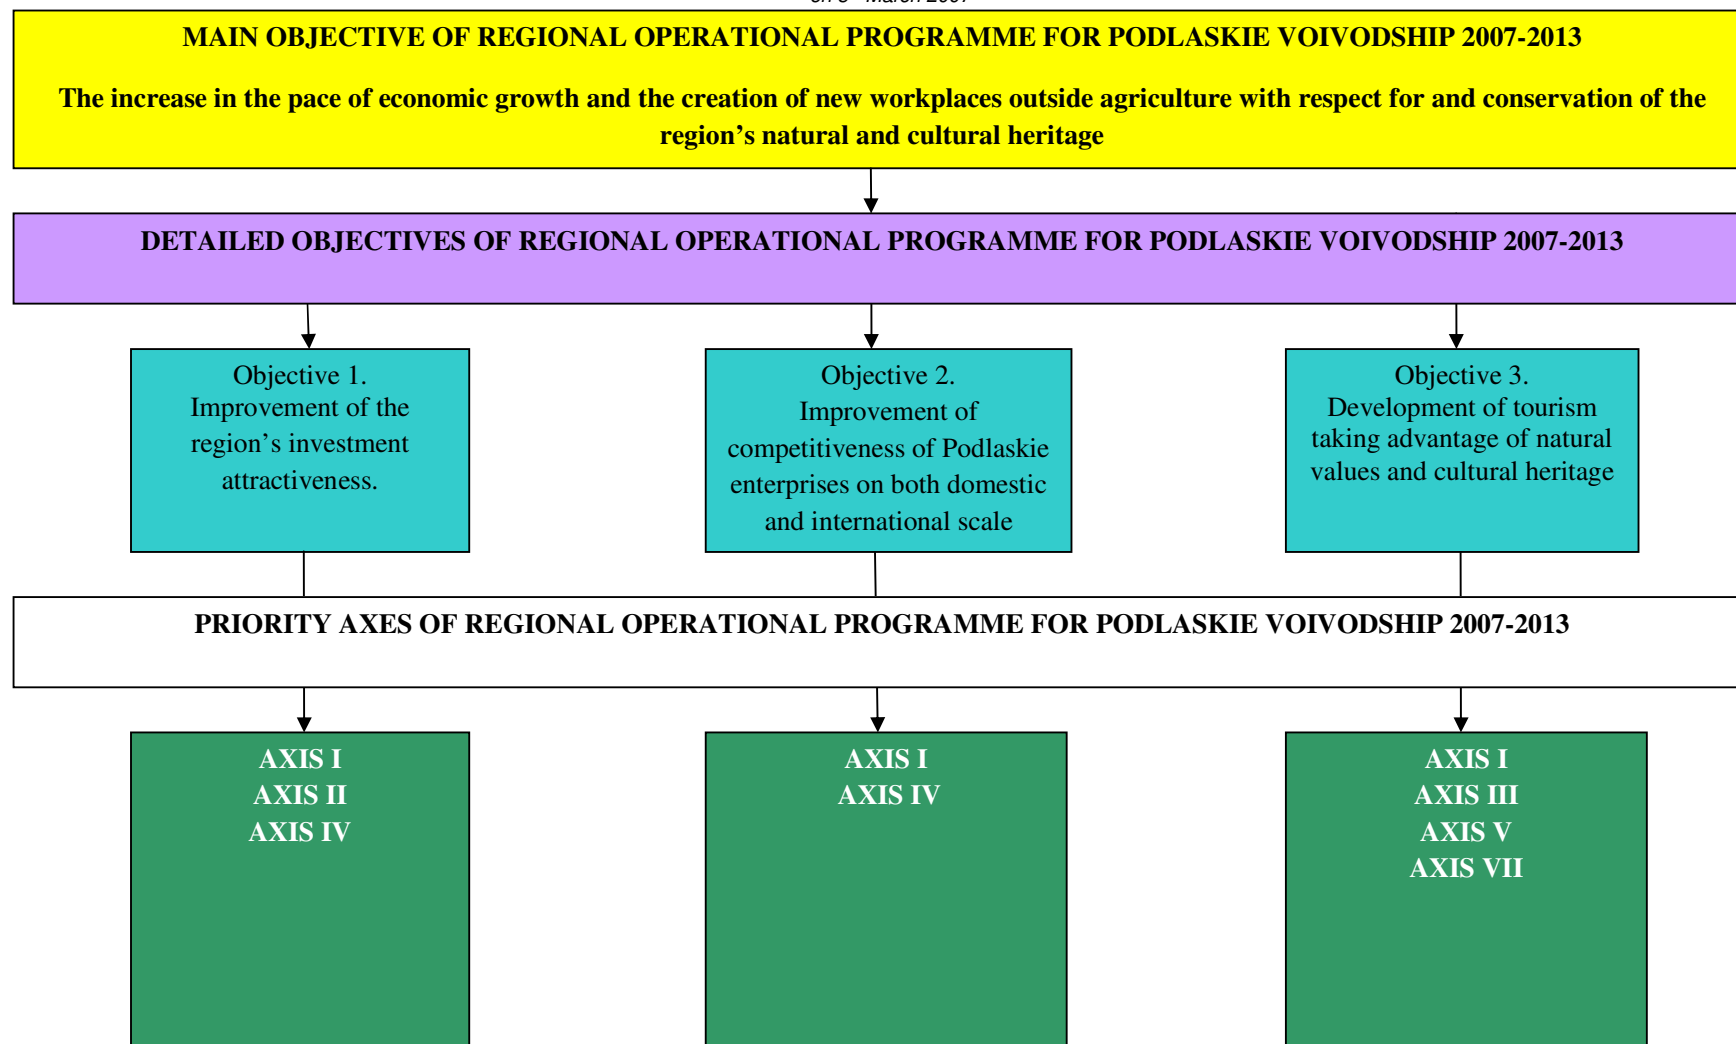 March 2007
MAIN OBJECTIVE OF REGIONAL OPERATIONAL PROGRAMME FOR PODLASKIE VOIVODSHIP 2007-2013
The increase in the pace of economic growth and the creation of new workplaces outside agriculture with respect for and conservation of the
region’s natural and cultural heritage
DETAILED OBJECTIVES OF REGIONAL OPERATIONAL PROGRAMME FOR PODLASKIE VOIVODSHIP 2007-2013
Objective 1.
Improvement of the
region’s investment
attractiveness.
Objective 2.
Improvement of
competitiveness of Podlaskie
enterprises on both domestic
and international scale
Objective 3.
Development of tourism
taking advantage of natural
values and cultural heritage
PRIORITY AXES OF REGIONAL OPERATIONAL PROGRAMME FOR PODLASKIE VOIVODSHIP 2007-2013
AXIS I
AXIS II
AXIS IV
AXIS I
AXIS IV
AXIS I
AXIS III
AXIS V
AXIS VII